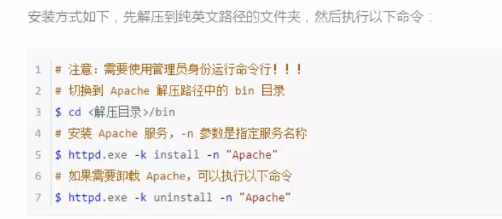 安装方式如下，先解压到纯英文路径的文件夹，然后执行以下命令：
1 # 注意：需要使用管理员身份运行命令行！！！
2 # 切换到 Apache 解压路径中的 bin 目录
3 $ cd <解压目录>/bin
4 # 安装 Apache 服务，-n 参数是指定服务名称
5 $ httpd.exe -k install -n "Apache"
6 # 如果需要卸载 Apache，可以执行以下命令
7 $ httpd.exe -k uninstall -n "Apache"